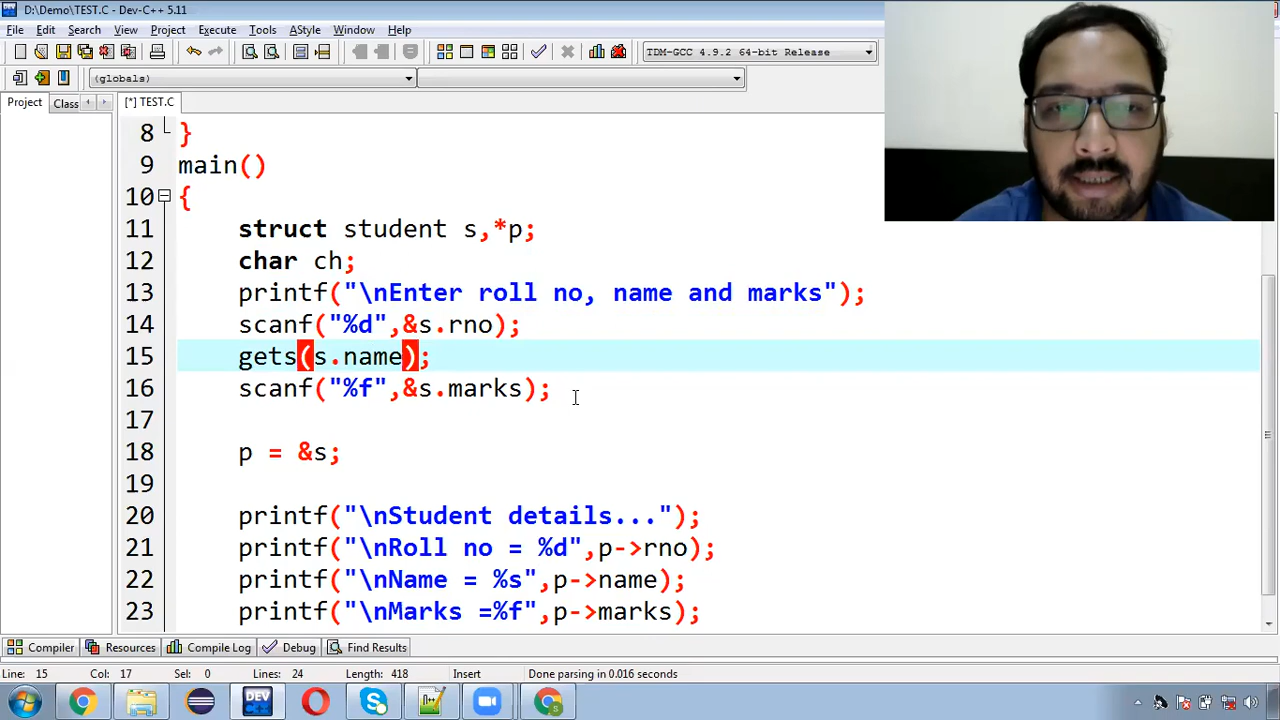 D:\Demo\TEST.C - Dev-C++ 5.11
File Edit Search View Project Execute Tools AStyle Window Help
TDM-GCC 4.9.2 64-bit Release
(globals)
Project Class [*] TEST.C
8 }
9 main()
10 {
11 struct student s,*p;
12 char ch;
13 printf("\nEnter roll no, name and marks");
14 scanf("%d",&s.rno);
15 gets(s.name);
16 scanf("%f",&s.marks);
17
18 p = &s;
19
20 printf("\nStudent details...");
21 printf("\nRoll no = %d",p->rno);
22 printf("\nName = %s",p->name);
23 printf("\nMarks =%f",p->marks);
Compiler Resources Compile Log Debug Find Results
Line: 15 Col: 17 Sel: 0 Lines: 24 Length: 418 Insert Done parsing in 0.016 seconds
DEV